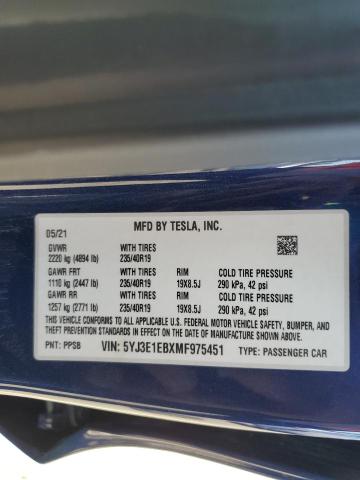 MFD BY TESLA, INC.
05/21
GVWR WITH TIRES
2220 kg (4894 lb) 235/40R19
GAWR FRT WITH TIRES RIM COLD TIRE PRESSURE
1110 kg (2447 lb) 235/40R19 19X8.5J 290 kPa, 42 psi
GAWR RR WITH TIRES RIM COLD TIRE PRESSURE
1257 kg (2771 lb) 235/40R19 19X8.5J 290 kPa, 42 psi
THIS VEHICLE CONFORMS TO ALL APPLICABLE U.S. FEDERAL MOTOR VEHICLE SAFETY, BUMPER, AND
THEFT PREVENTION STANDARDS IN EFFECT ON THE DATE OF MANUFACTURE SHOWN ABOVE.
PNT: PPSB VIN: 5YJ3E1EBXMF975451 TYPE: PASSENGER CAR